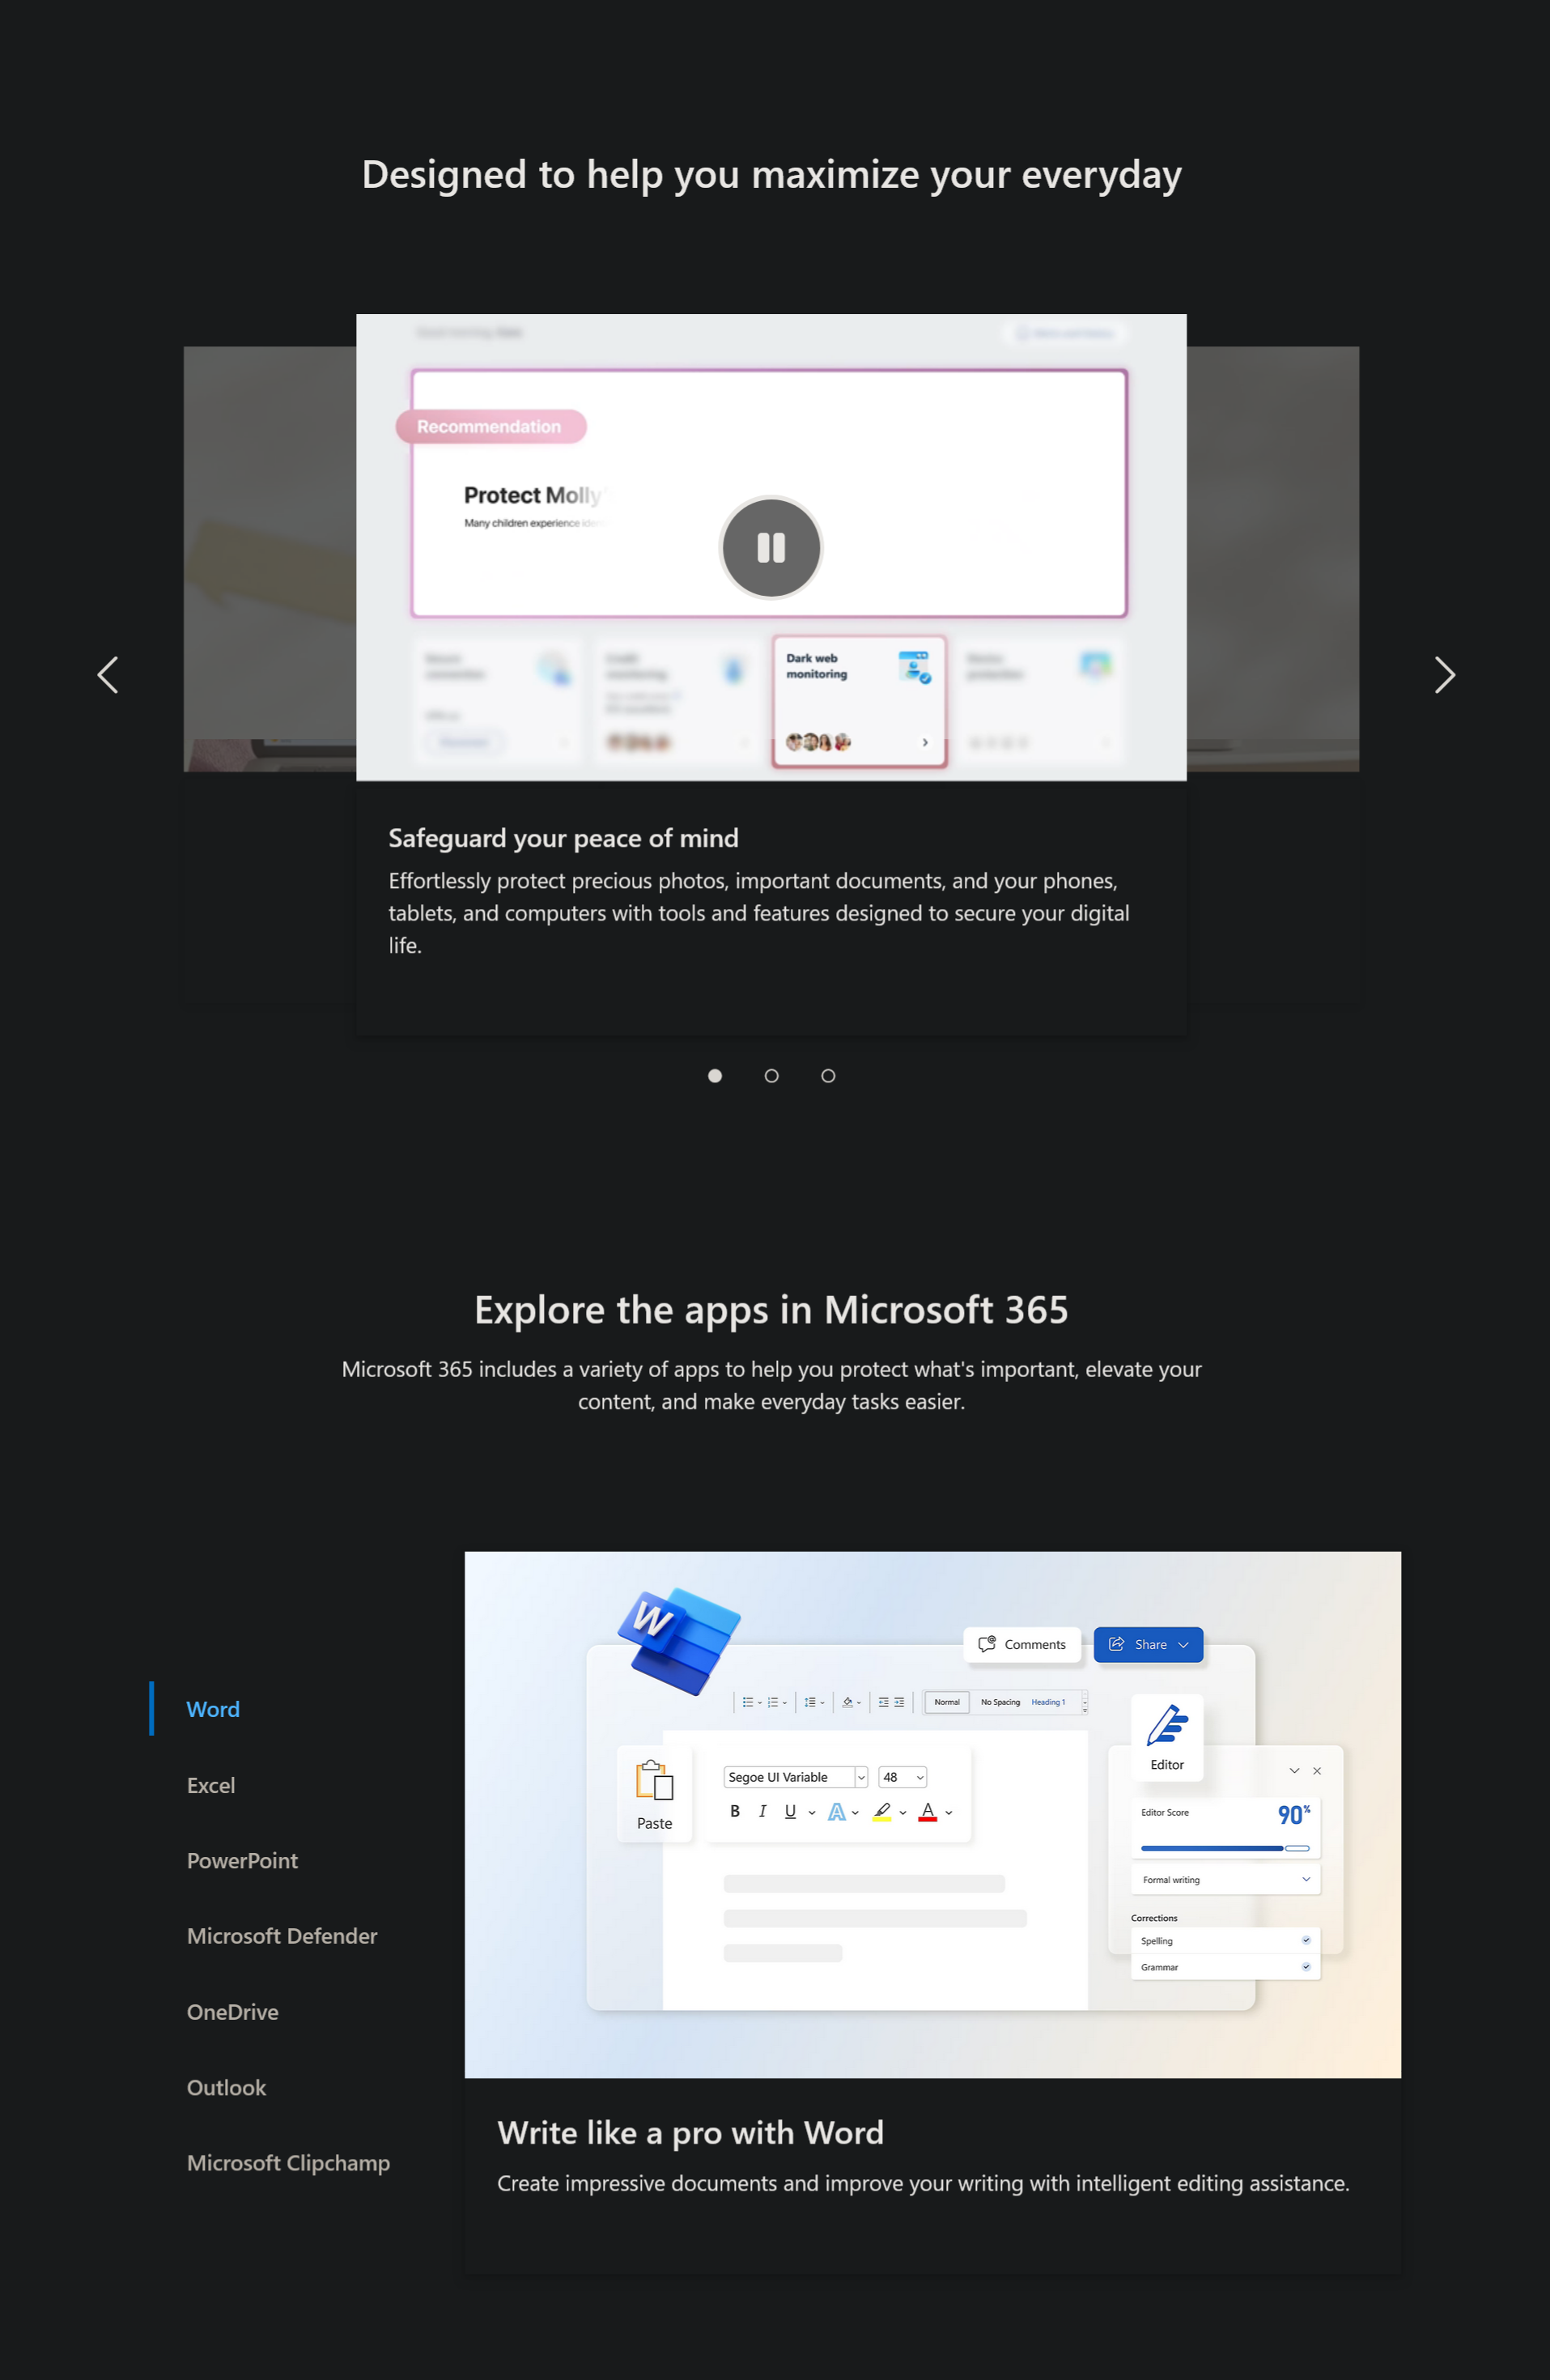 Designed to help you maximize your everyday
Recommendation
Protect Molly
Many children experience
Dark web
monitoring
Safeguard your peace of mind
Effortlessly protect precious photos, important documents, and your phones,
tablets, and computers with tools and features designed to secure your digital
life.
Explore the apps in Microsoft 365
Microsoft 365 includes a variety of apps to help you protect what's important, elevate your
content, and make everyday tasks easier.
Word
Excel
PowerPoint
Microsoft Defender
OneDrive
Outlook
Microsoft Clipchamp
W
Comments
Share
Normal
No Spacing
Heading 1
Editor
Paste
Segoe UI Variable
48
B I U A A
Editor Score
90%
Formal writing
Corrections
Spelling
Grammar
Write like a pro with Word
Create impressive documents and improve your writing with intelligent editing assistance.